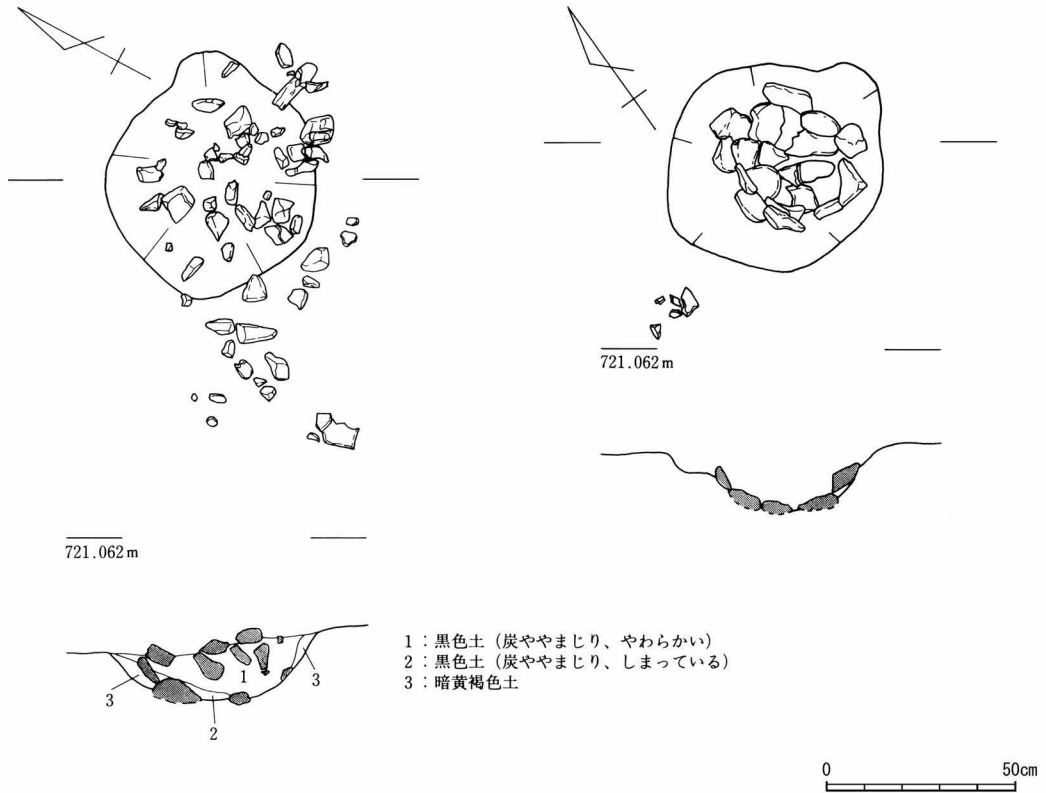 721.062m
721.062m
1：黒色土（炭ややまじり、やわらかい）
2：黒色土（炭ややまじり、しまっている）
3：暗黄褐色土
1
3
3
2
0 50cm